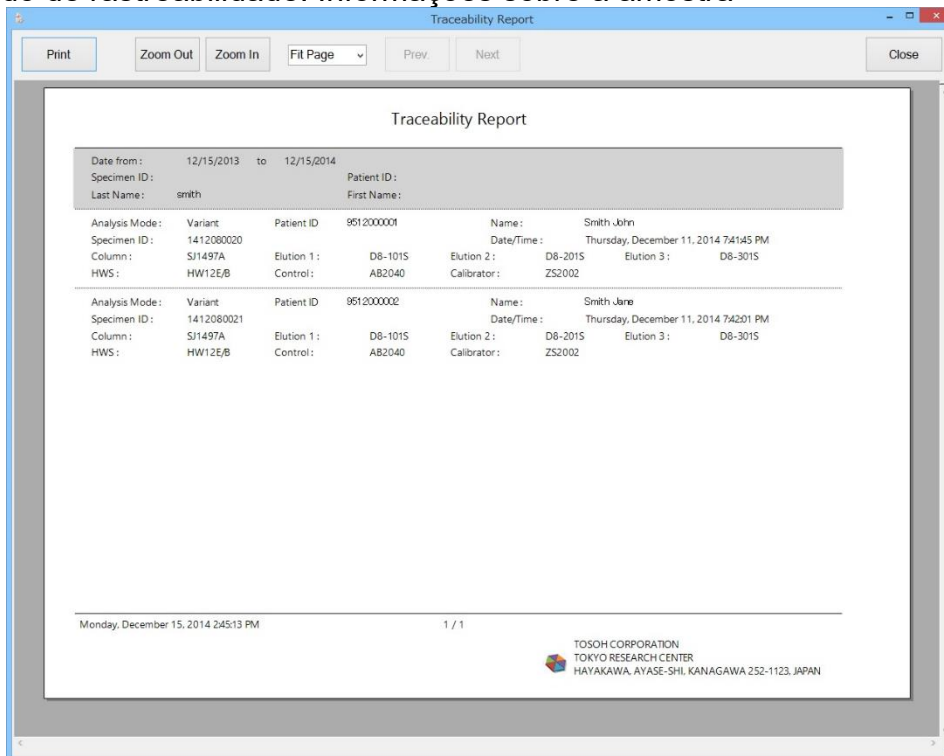 de rastreabilidade: Informações sobre a amostra
Traceability Report
Print Zoom Out Zoom In Fit Page Prev. Next Close
Traceability Report
Date from : 12/15/2013 to 12/15/2014
Specimen ID : Patient ID :
Last Name : smith First Name :
Analysis Mode : Variant Patient ID 9512000001 Name : Smith John
Specimen ID : 1412080020 Date/Time : Thursday, December 11, 2014 7:41:45 PM
Column : SJ1497A Elution 1 : D8-101S Elution 2 : D8-201S Elution 3 : D8-301S
HWS : HW12E/B Control : AB2040 Calibrator : ZS2002
Analysis Mode : Variant Patient ID 9512000002 Name : Smith Jane
Specimen ID : 1412080021 Date/Time : Thursday, December 11, 2014 7:42:01 PM
Column : SJ1497A Elution 1 : D8-101S Elution 2 : D8-201S Elution 3 : D8-301S
HWS : HW12E/B Control : AB2040 Calibrator : ZS2002
Monday, December 15, 2014 2:45:13 PM 1 / 1
TOSOH CORPORATION
TOKYO RESEARCH CENTER
HAYAKAWA, AYASE-SHI, KANAGAWA 252-1123, JAPAN